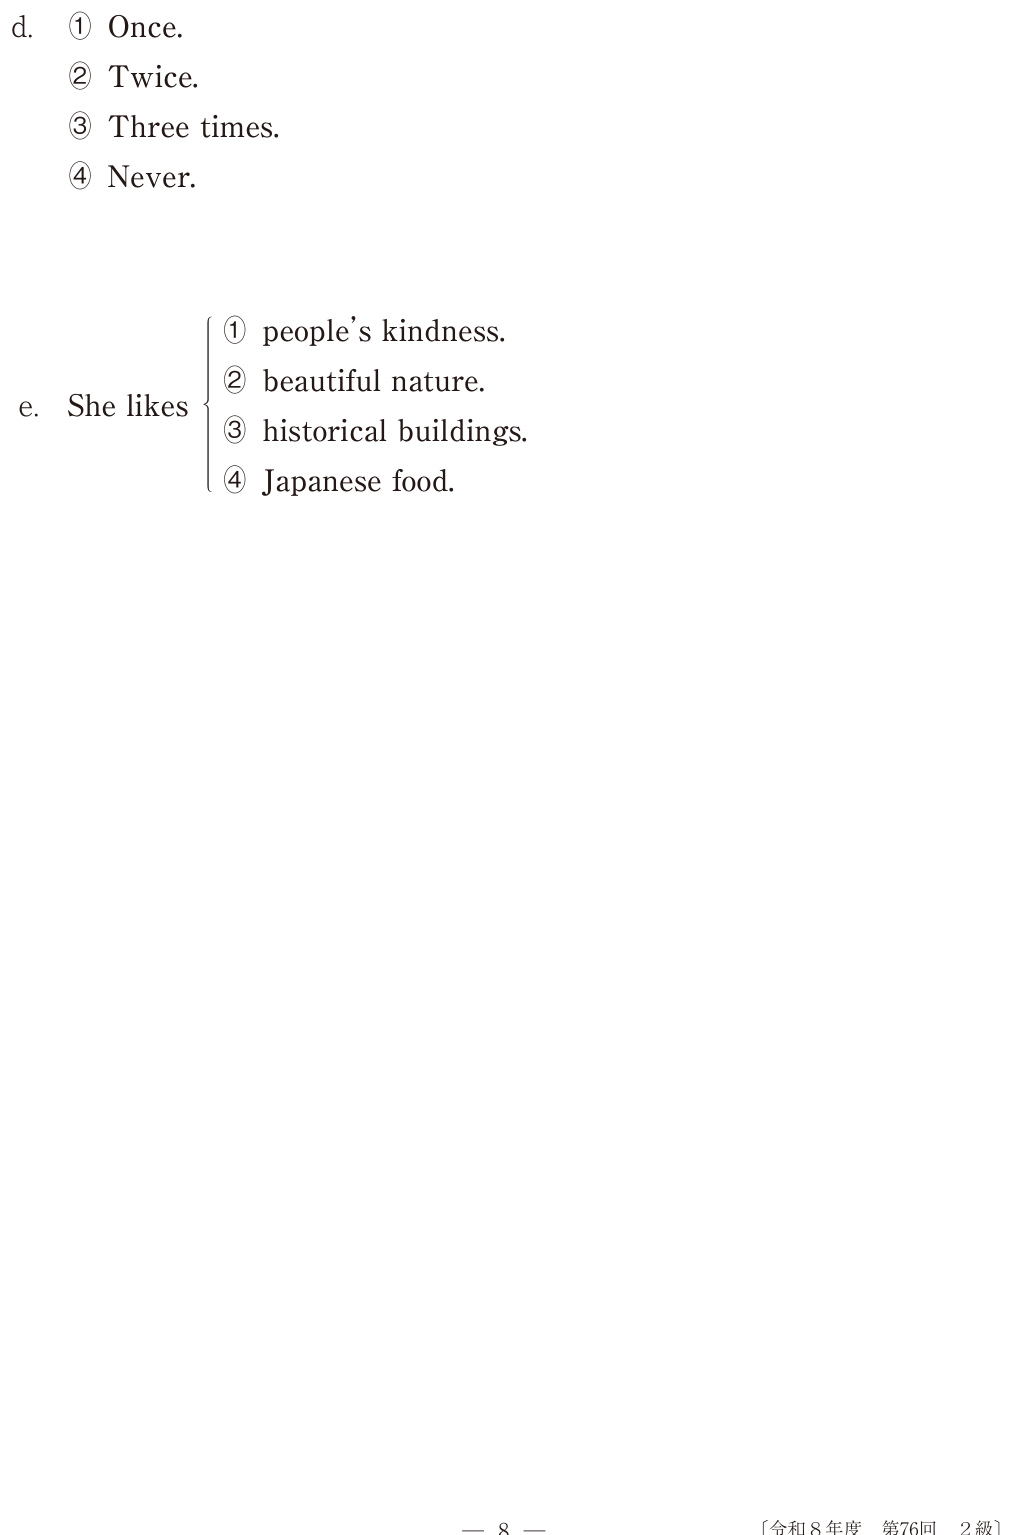 d. ① Once.
② Twice.
③ Three times.
④ Never.
① people's kindness.
② beautiful nature.
e. She likes
③ historical buildings.
④ Japanese food.
— 8 —
〔令和８年度　第76回　２級〕